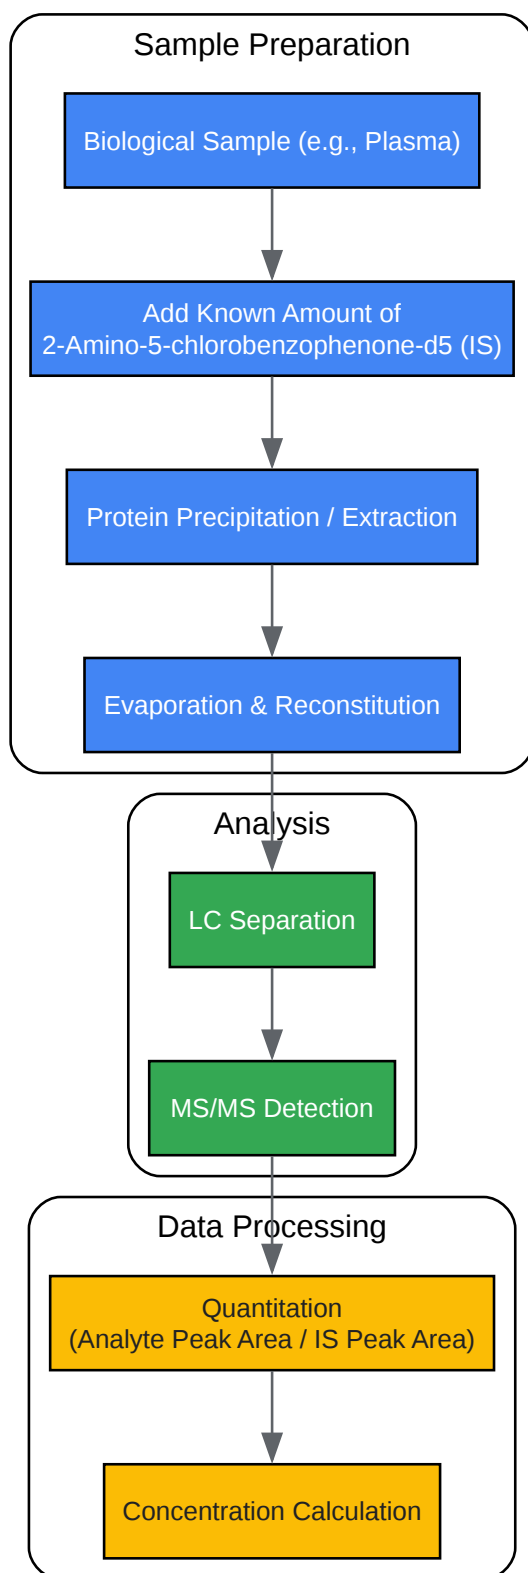 Sample Preparation
Biological Sample (e.g., Plasma)
Add Known Amount of
2-Amino-5-chlorobenzophenone-d5 (IS)
Protein Precipitation / Extraction
Evaporation & Reconstitution
Analysis
LC Separation
MS/MS Detection
Data Processing
Quantitation
(Analyte Peak Area / IS Peak Area)
Concentration Calculation